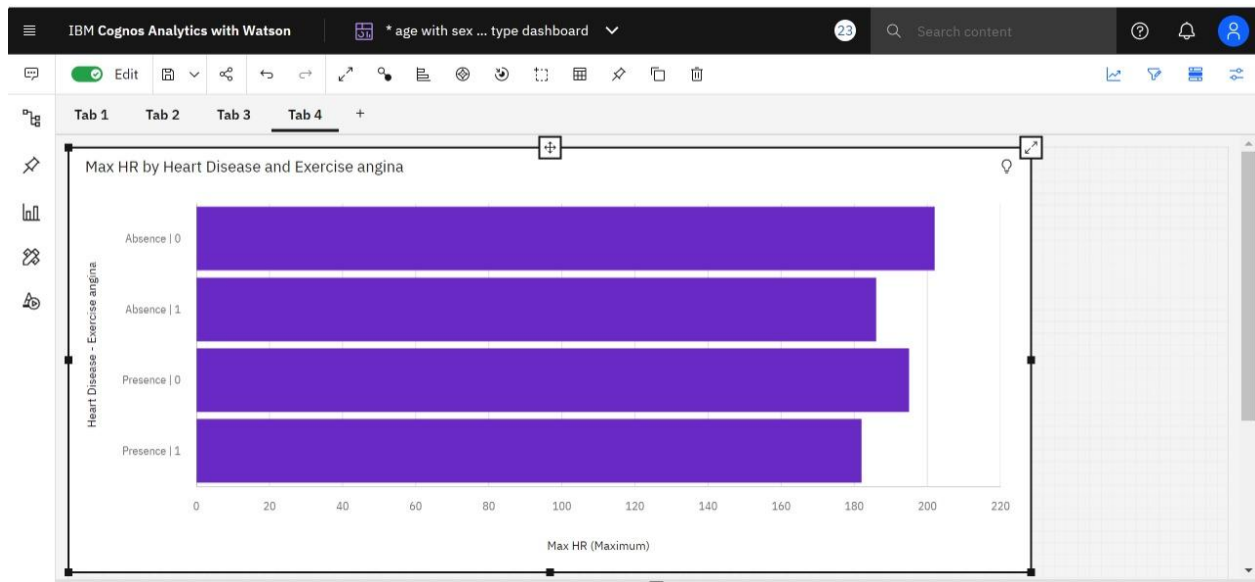 IBM Cognos Analytics with Watson
* age with sex ... type dashboard
23
Search content
Edit
Tab 1 Tab 2 Tab 3 Tab 4 +
Max HR by Heart Disease and Exercise angina
Heart Disease - Exercise angina
Absence | 0
Absence | 1
Presence | 0
Presence | 1
0 20 40 60 80 100 120 140 160 180 200 220
Max HR (Maximum)